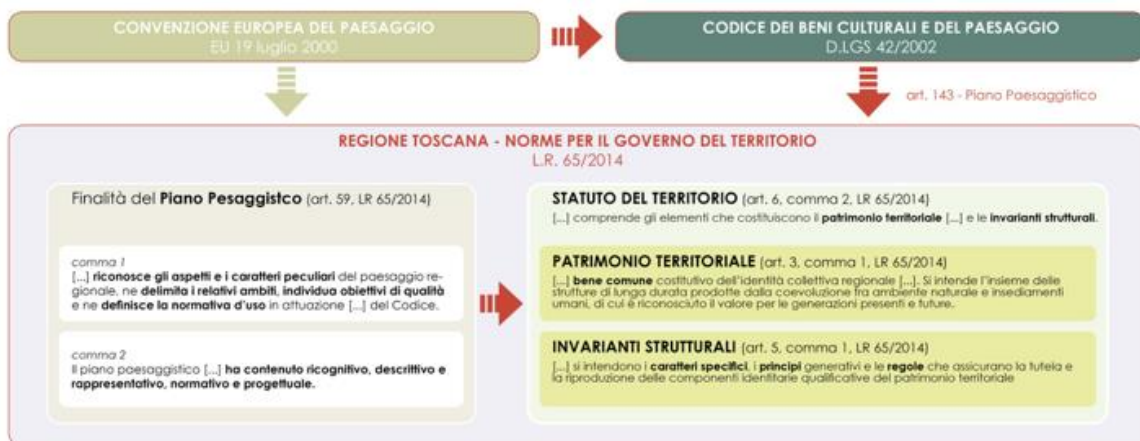 CONVENZIONE EUROPEA DEL PAESAGGIO
EU 19 luglio 2000
CODICE DEI BENI CULTURALI E DEL PAESAGGIO
D.LGS 42/2002
art. 143 - Piano Paesaggistico
REGIONE TOSCANA - NORME PER IL GOVERNO DEL TERRITORIO
L.R. 65/2014
Finalità del Piano Pesaggistco (art. 59, LR 65/2014)
comma 1
[...] riconosce gli aspetti e i caratteri peculiari del paesaggio re-
gionale, ne delimita i relativi ambiti, individua obiettivi di qualità
e ne definisce la normativa d'uso in attuazione [...] del Codice.
comma 2
Il piano paesaggistico [...] ha contenuto ricognitivo, descrittivo e
rappresentativo, normativo e progettuale.
STATUTO DEL TERRITORIO (art. 6, comma 2, LR 65/2014)
[...] comprende gli elementi che costituiscono il patrimonio territoriale [...] e le invarianti strutturali.
PATRIMONIO TERRITORIALE (art. 3, comma 1, LR 65/2014)
[...] bene comune costitutivo dell'identità collettiva regionale [...]. Si intende l'insieme delle
strutture di lunga durata prodotte dalla coevoluzione fra ambiente naturale e insediamenti
umani, di cui è riconosciuto il valore per le generazioni presenti e future.
INVARIANTI STRUTTURALI (art. 5, comma 1, LR 65/2014)
[...] si intendono i caratteri specifici, i principi generativi e le regole che assicurano la tutela e
la riproduzione delle componenti identitarie qualificative del patrimonio territoriale